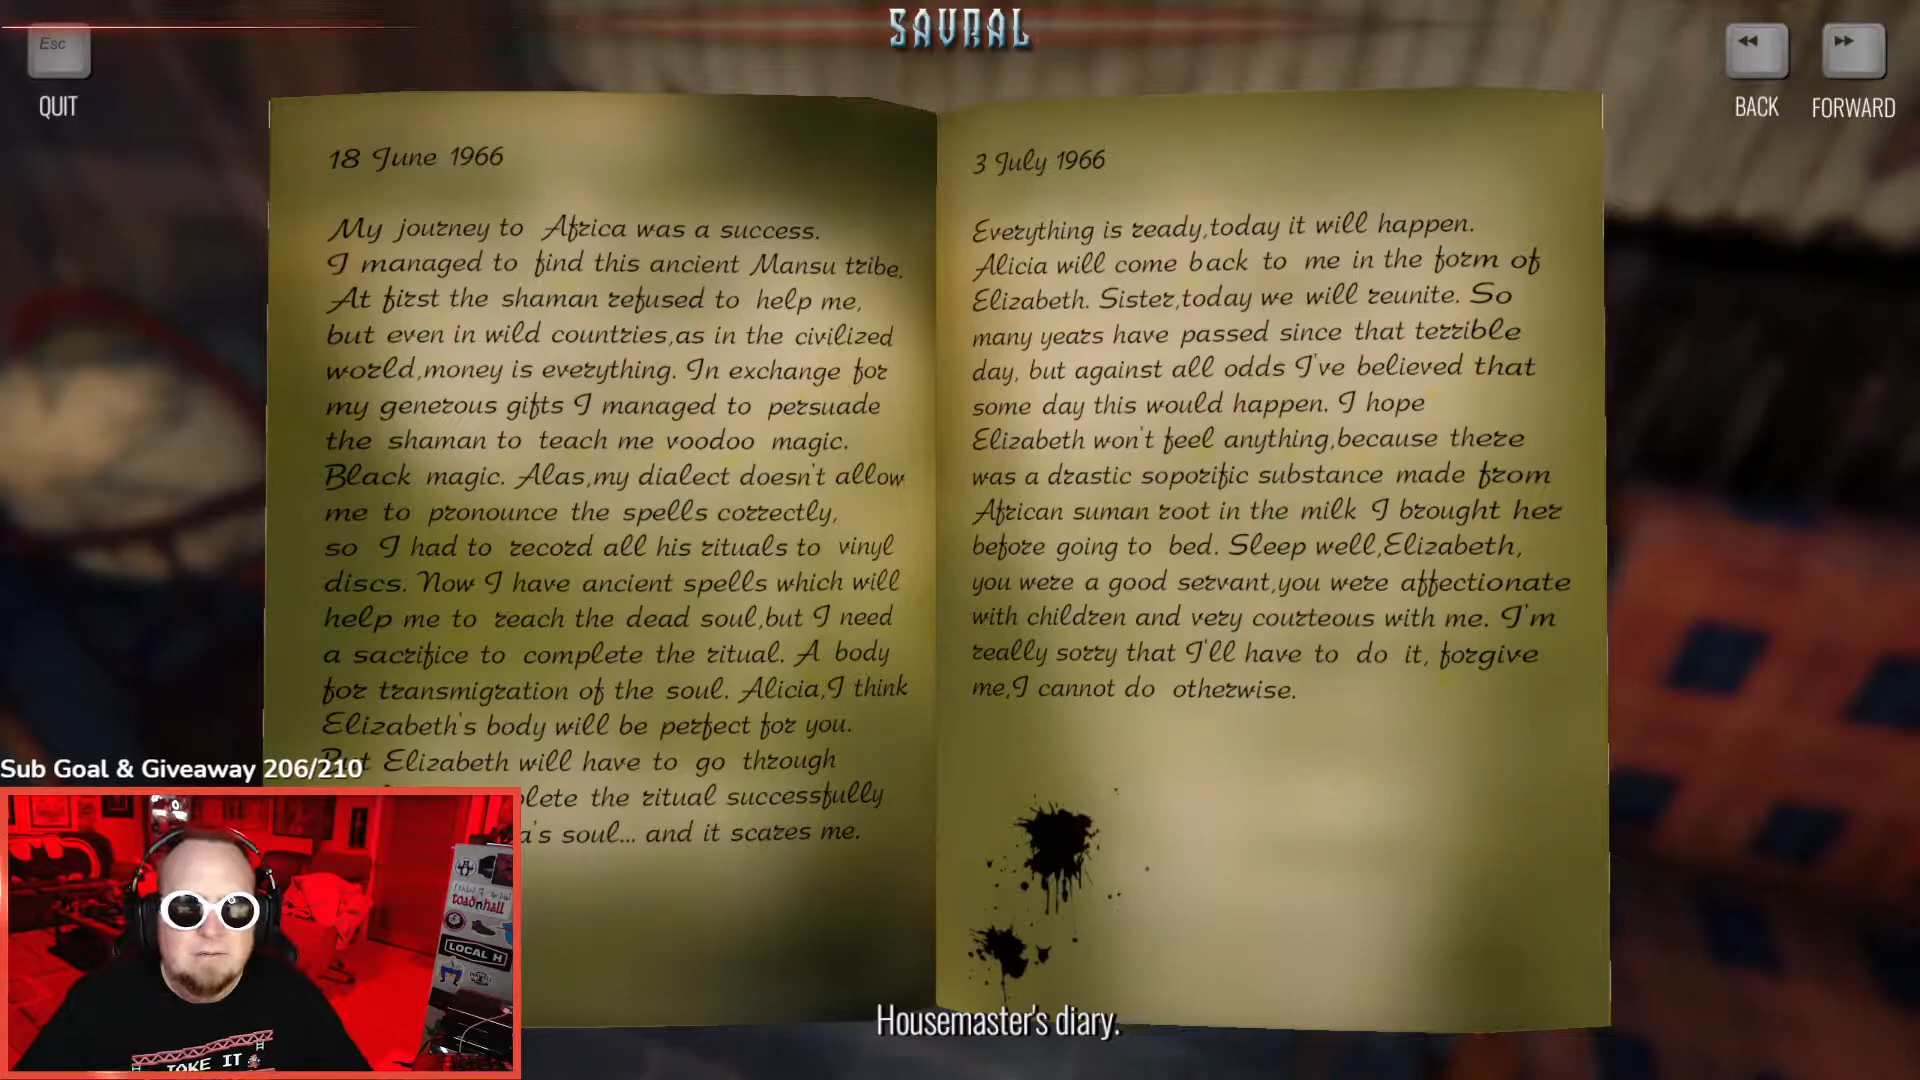 SAVRAL
Esc
QUIT
BACK
FORWARD
18 June 1966
My journey to Africa was a success.
I managed to find this ancient Mansu tribe.
At first the shaman refused to help me,
but even in wild countries,as in the civilized
world,money is everything. In exchange for
my generous gifts I managed to persuade
the shaman to teach me voodoo magic.
Black magic. Alas,my dialect doesn't allow
me to pronounce the spells correctly,
so I had to record all his rituals to vinyl
discs. Now I have ancient spells which will
help me to reach the dead soul,but I need
a sacrifice to complete the ritual. A body
for transmigration of the soul. Alicia,I think
Elizabeth's body will be perfect for you.
But Elizabeth will have to go through
the ritual successfully
soul... and it scares me.
3 July 1966
Everything is ready,today it will happen.
Alicia will come back to me in the form of
Elizabeth. Sister,today we will reunite. So
many years have passed since that terrible
day, but against all odds I've believed that
some day this would happen. I hope
Elizabeth won't feel anything,because there
was a drastic soporific substance made from
African suman root in the milk I brought her
before going to bed. Sleep well,Elizabeth,
you were a good servant,you were affectionate
with children and very courteous with me. I'm
really sorry that I'll have to do it, forgive
me,I cannot do otherwise.
Housemaster's diary.
Sub Goal & Giveaway 206/210
toadnhall
LOCAL H
IT